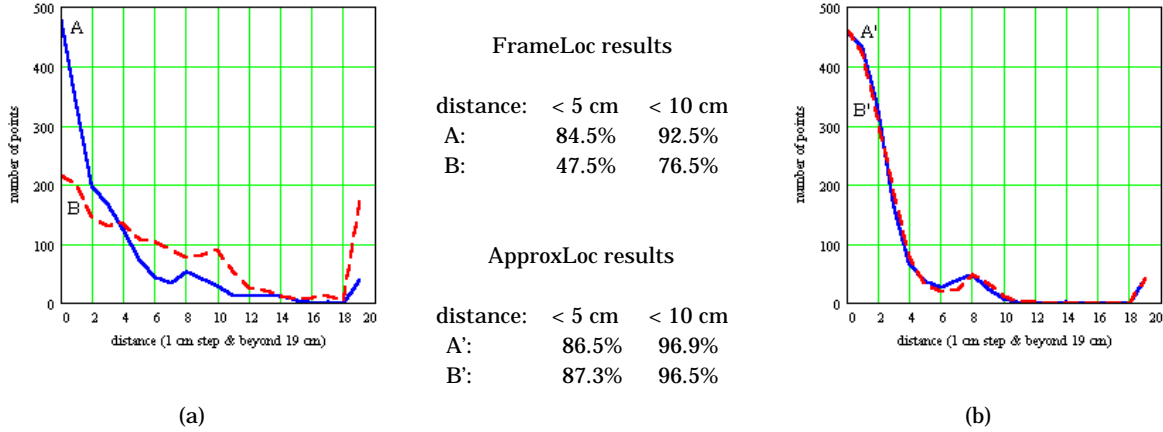 500
400
300
200
100
0
number of points
A
B
0 2 4 6 8 10 12 14 16 18 20
distance (1 cm step & beyond 19 cm)
(a)
FrameLoc results
distance: < 5 cm < 10 cm
A: 84.5% 92.5%
B: 47.5% 76.5%
ApproxLoc results
distance: < 5 cm < 10 cm
A’: 86.5% 96.9%
B’: 87.3% 96.5%
500
400
300
200
100
0
number of points
A'
B'
0 2 4 6 8 10 12 14 16 18 20
distance (1 cm step & beyond 19 cm)
(b)